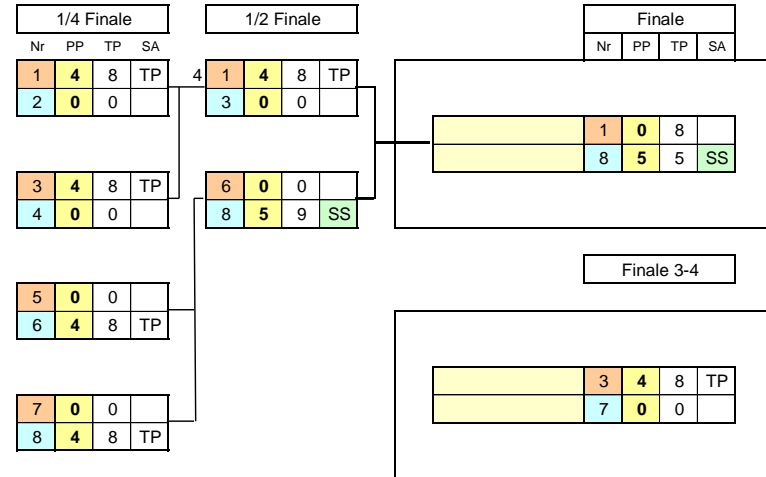 1/4 Finale 1/2 Finale Finale
Nr PP TP SA Nr PP TP SA
1 4 8 TP 4 1 4 8 TP
2 0 0 3 0 0
1 0 8
8 5 5 SS
3 4 8 TP 6 0 0
4 0 0 8 5 9 SS
Finale 3-4
5 0 0
6 4 8 TP
3 4 8 TP
7 0 0
7 0 0
8 4 8 TP